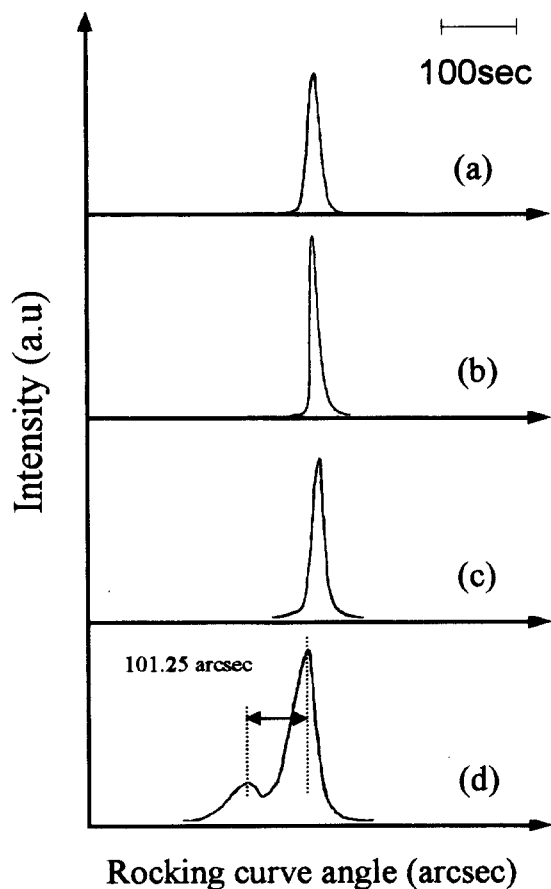 100sec
(a)
(b)
Intensity (a.u)
(c)
101.25 arcsec
(d)
Rocking curve angle (arcsec)